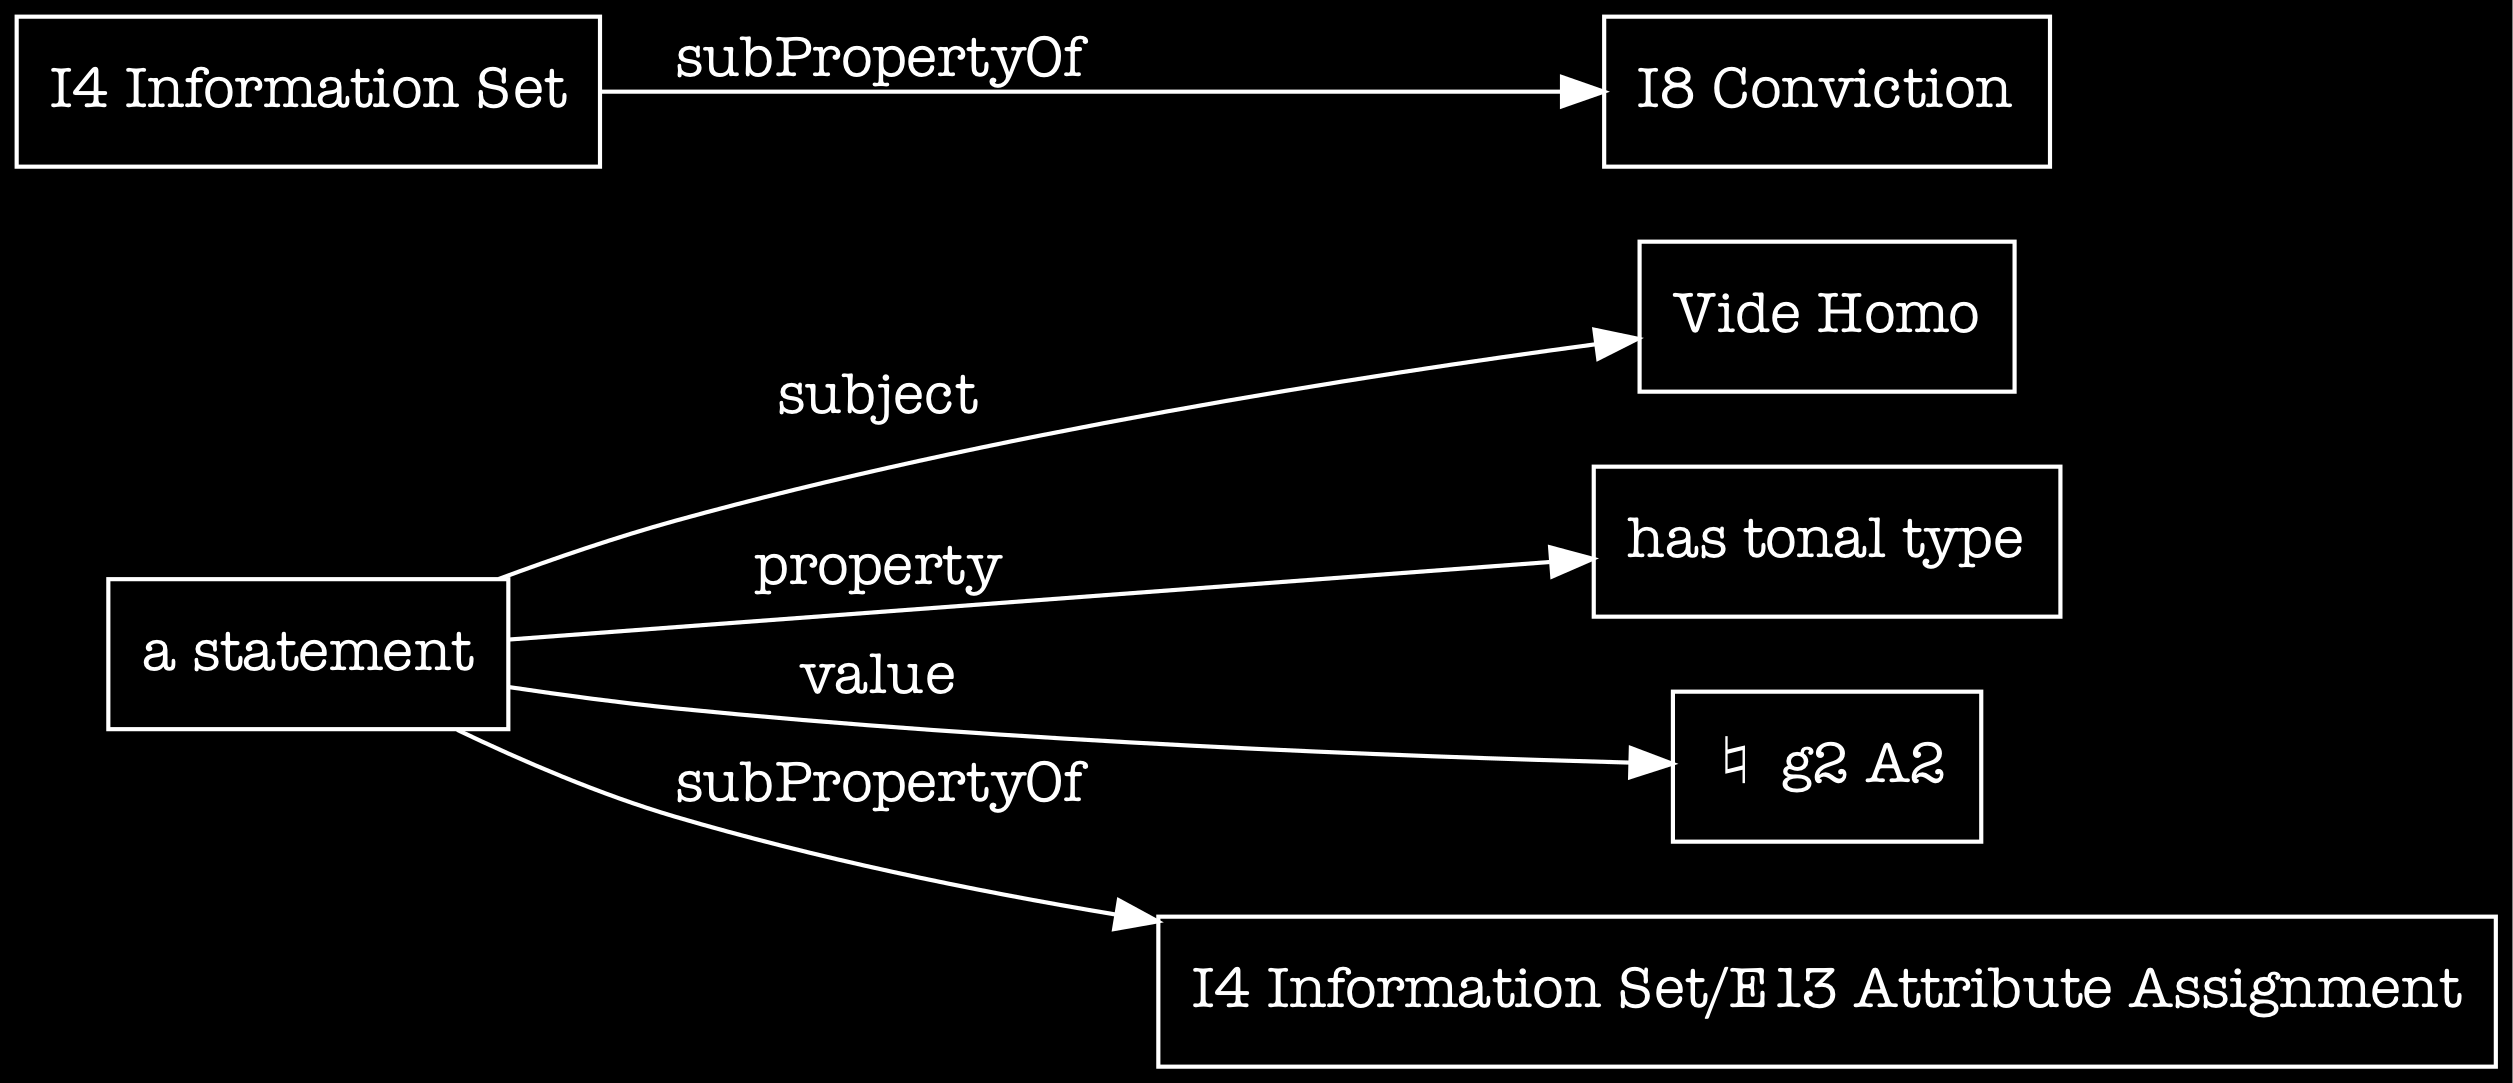 I4 Information Set
subPropertyOf
I8 Conviction
Vide Homo
subject
has tonal type
property
a statement
value
♮ g2 A2
subPropertyOf
I4 Information Set/E13 Attribute Assignment